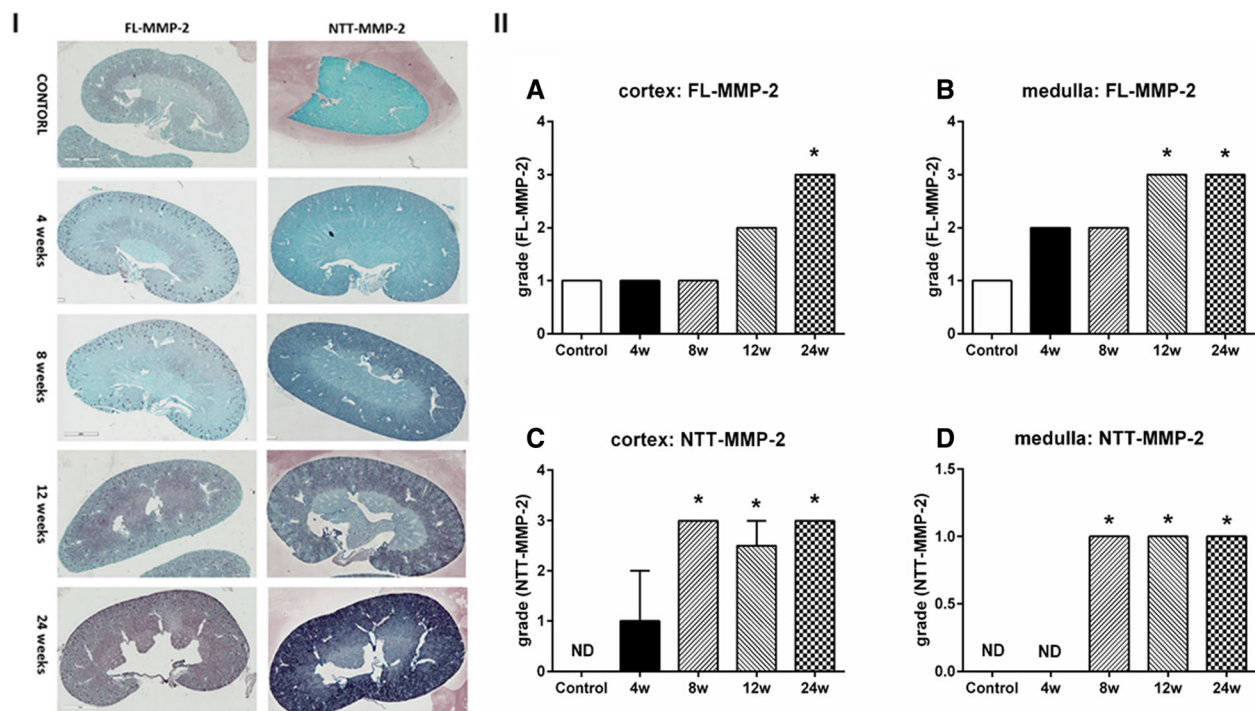 I
FL-MMP-2
NTT-MMP-2
CONTORL
4 weeks
8 weeks
12 weeks
24 weeks
II
A
cortex: FL-MMP-2
grade (FL-MMP-2)
4
3
2
1
0
*
Control
4w
8w
12w
24w
B
medulla: FL-MMP-2
grade (FL-MMP-2)
4
3
2
1
0
*
*
Control
4w
8w
12w
24w
C
cortex: NTT-MMP-2
grade (NTT-MMP-2)
4
3
2
1
0
ND
*
*
*
Control
4w
8w
12w
24w
D
medulla: NTT-MMP-2
grade (NTT-MMP-2)
1.5
1.0
0.5
0.0
ND
ND
*
*
*
Control
4w
8w
12w
24w